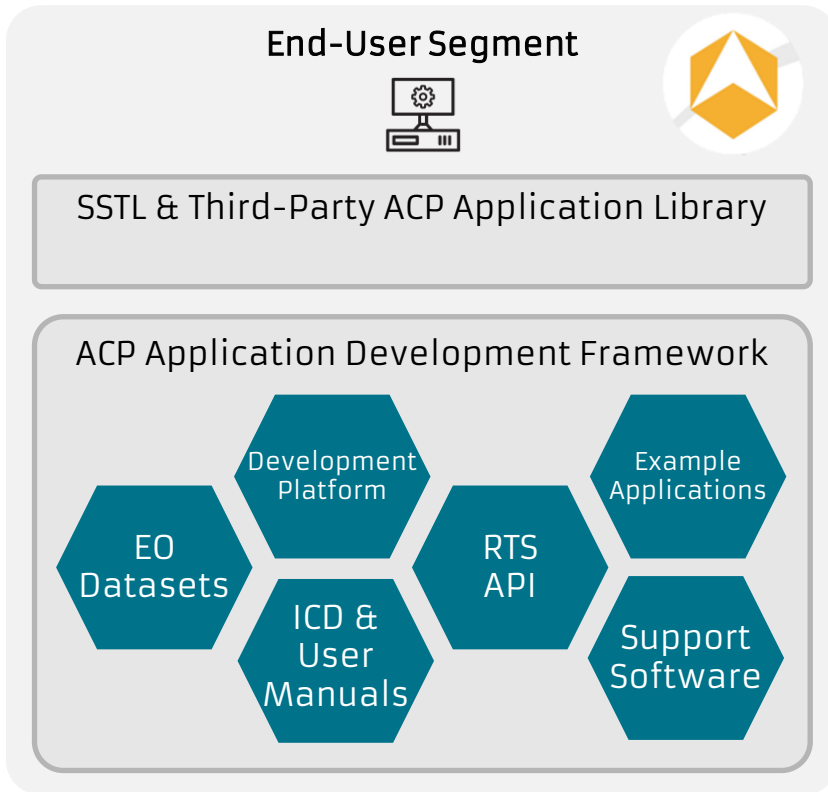 End-User Segment
SSTL & Third-Party ACP Application Library
ACP Application Development Framework
Development
Platform
Example
Applications
EO
Datasets
RTS
API
ICD &
User
Manuals
Support
Software